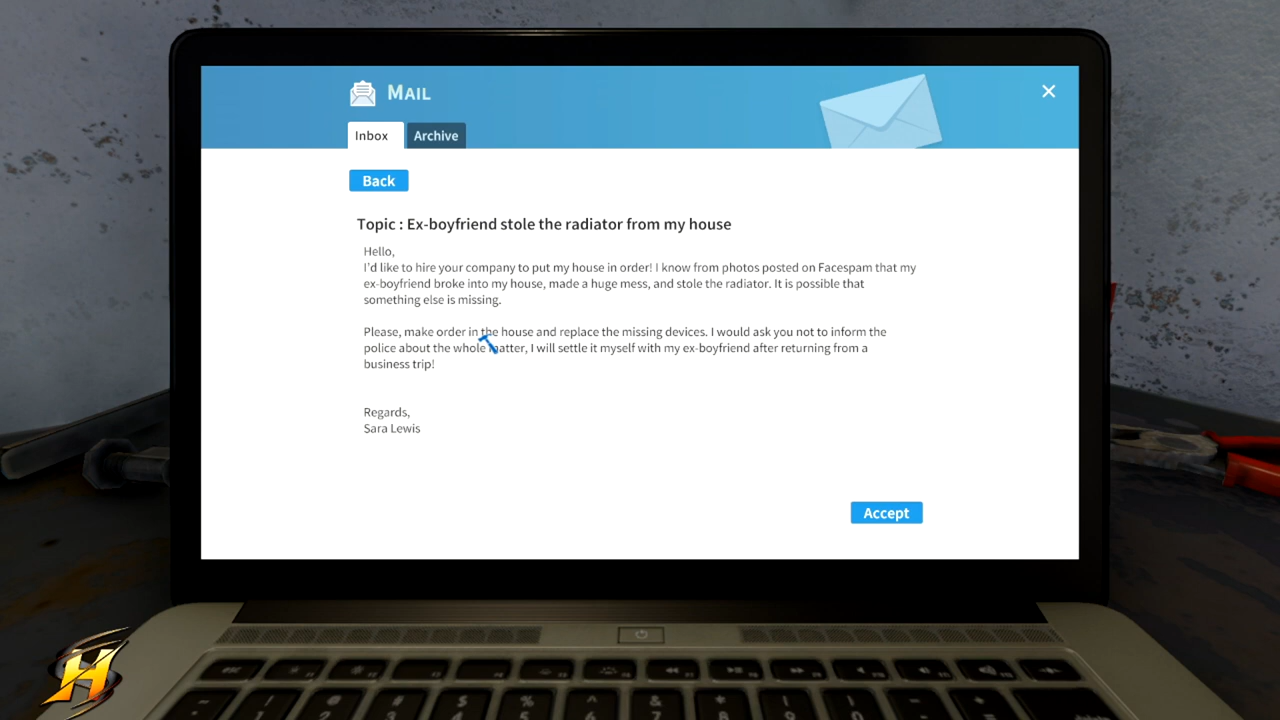 MAIL
Inbox
Archive
Back
Topic : Ex-boyfriend stole the radiator from my house
Hello,
I'd like to hire your company to put my house in order! I know from photos posted on Facespam that my
ex-boyfriend broke into my house, made a huge mess, and stole the radiator. It is possible that
something else is missing.
Please, make order in the house and replace the missing devices. I would ask you not to inform the
police about the whole matter, I will settle it myself with my ex-boyfriend after returning from a
business trip!
Regards,
Sara Lewis
Accept
H